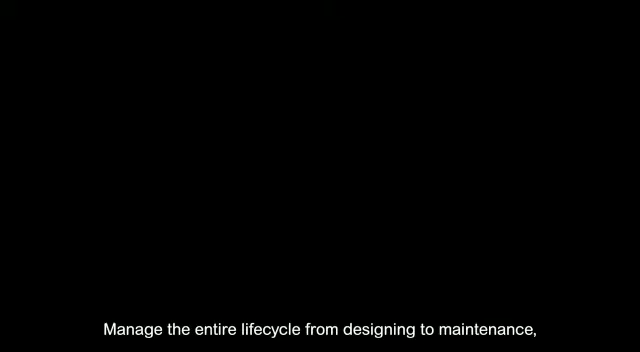 Manage the entire lifecycle from designing to maintenance,